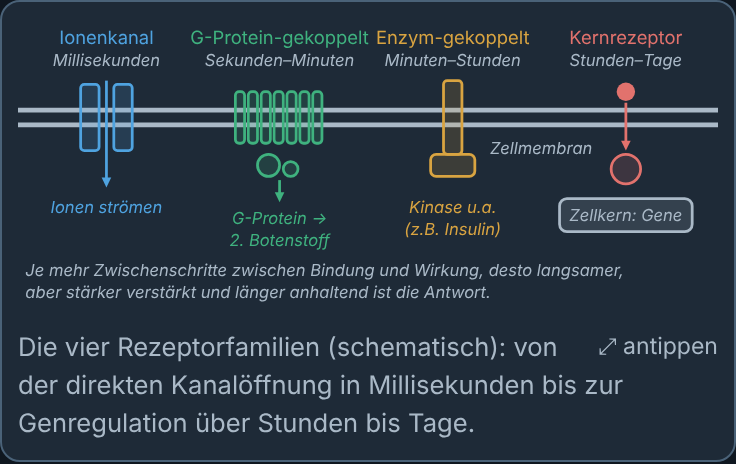 Ionenkanal
Millisekunden
G-Protein-gekoppelt
Sekunden–Minuten
Enzym-gekoppelt
Minuten–Stunden
Kernrezeptor
Stunden–Tage
Zellmembran
Ionen strömen
G-Protein →
2. Botenstoff
Kinase u.a.
(z.B. Insulin)
Zellkern: Gene
Je mehr Zwischenschritte zwischen Bindung und Wirkung, desto langsamer,
aber stärker verstärkt und länger anhaltend ist die Antwort.
Die vier Rezeptorfamilien (schematisch): von
der direkten Kanalöffnung in Millisekunden bis zur
Genregulation über Stunden bis Tage.
⤢ antippen